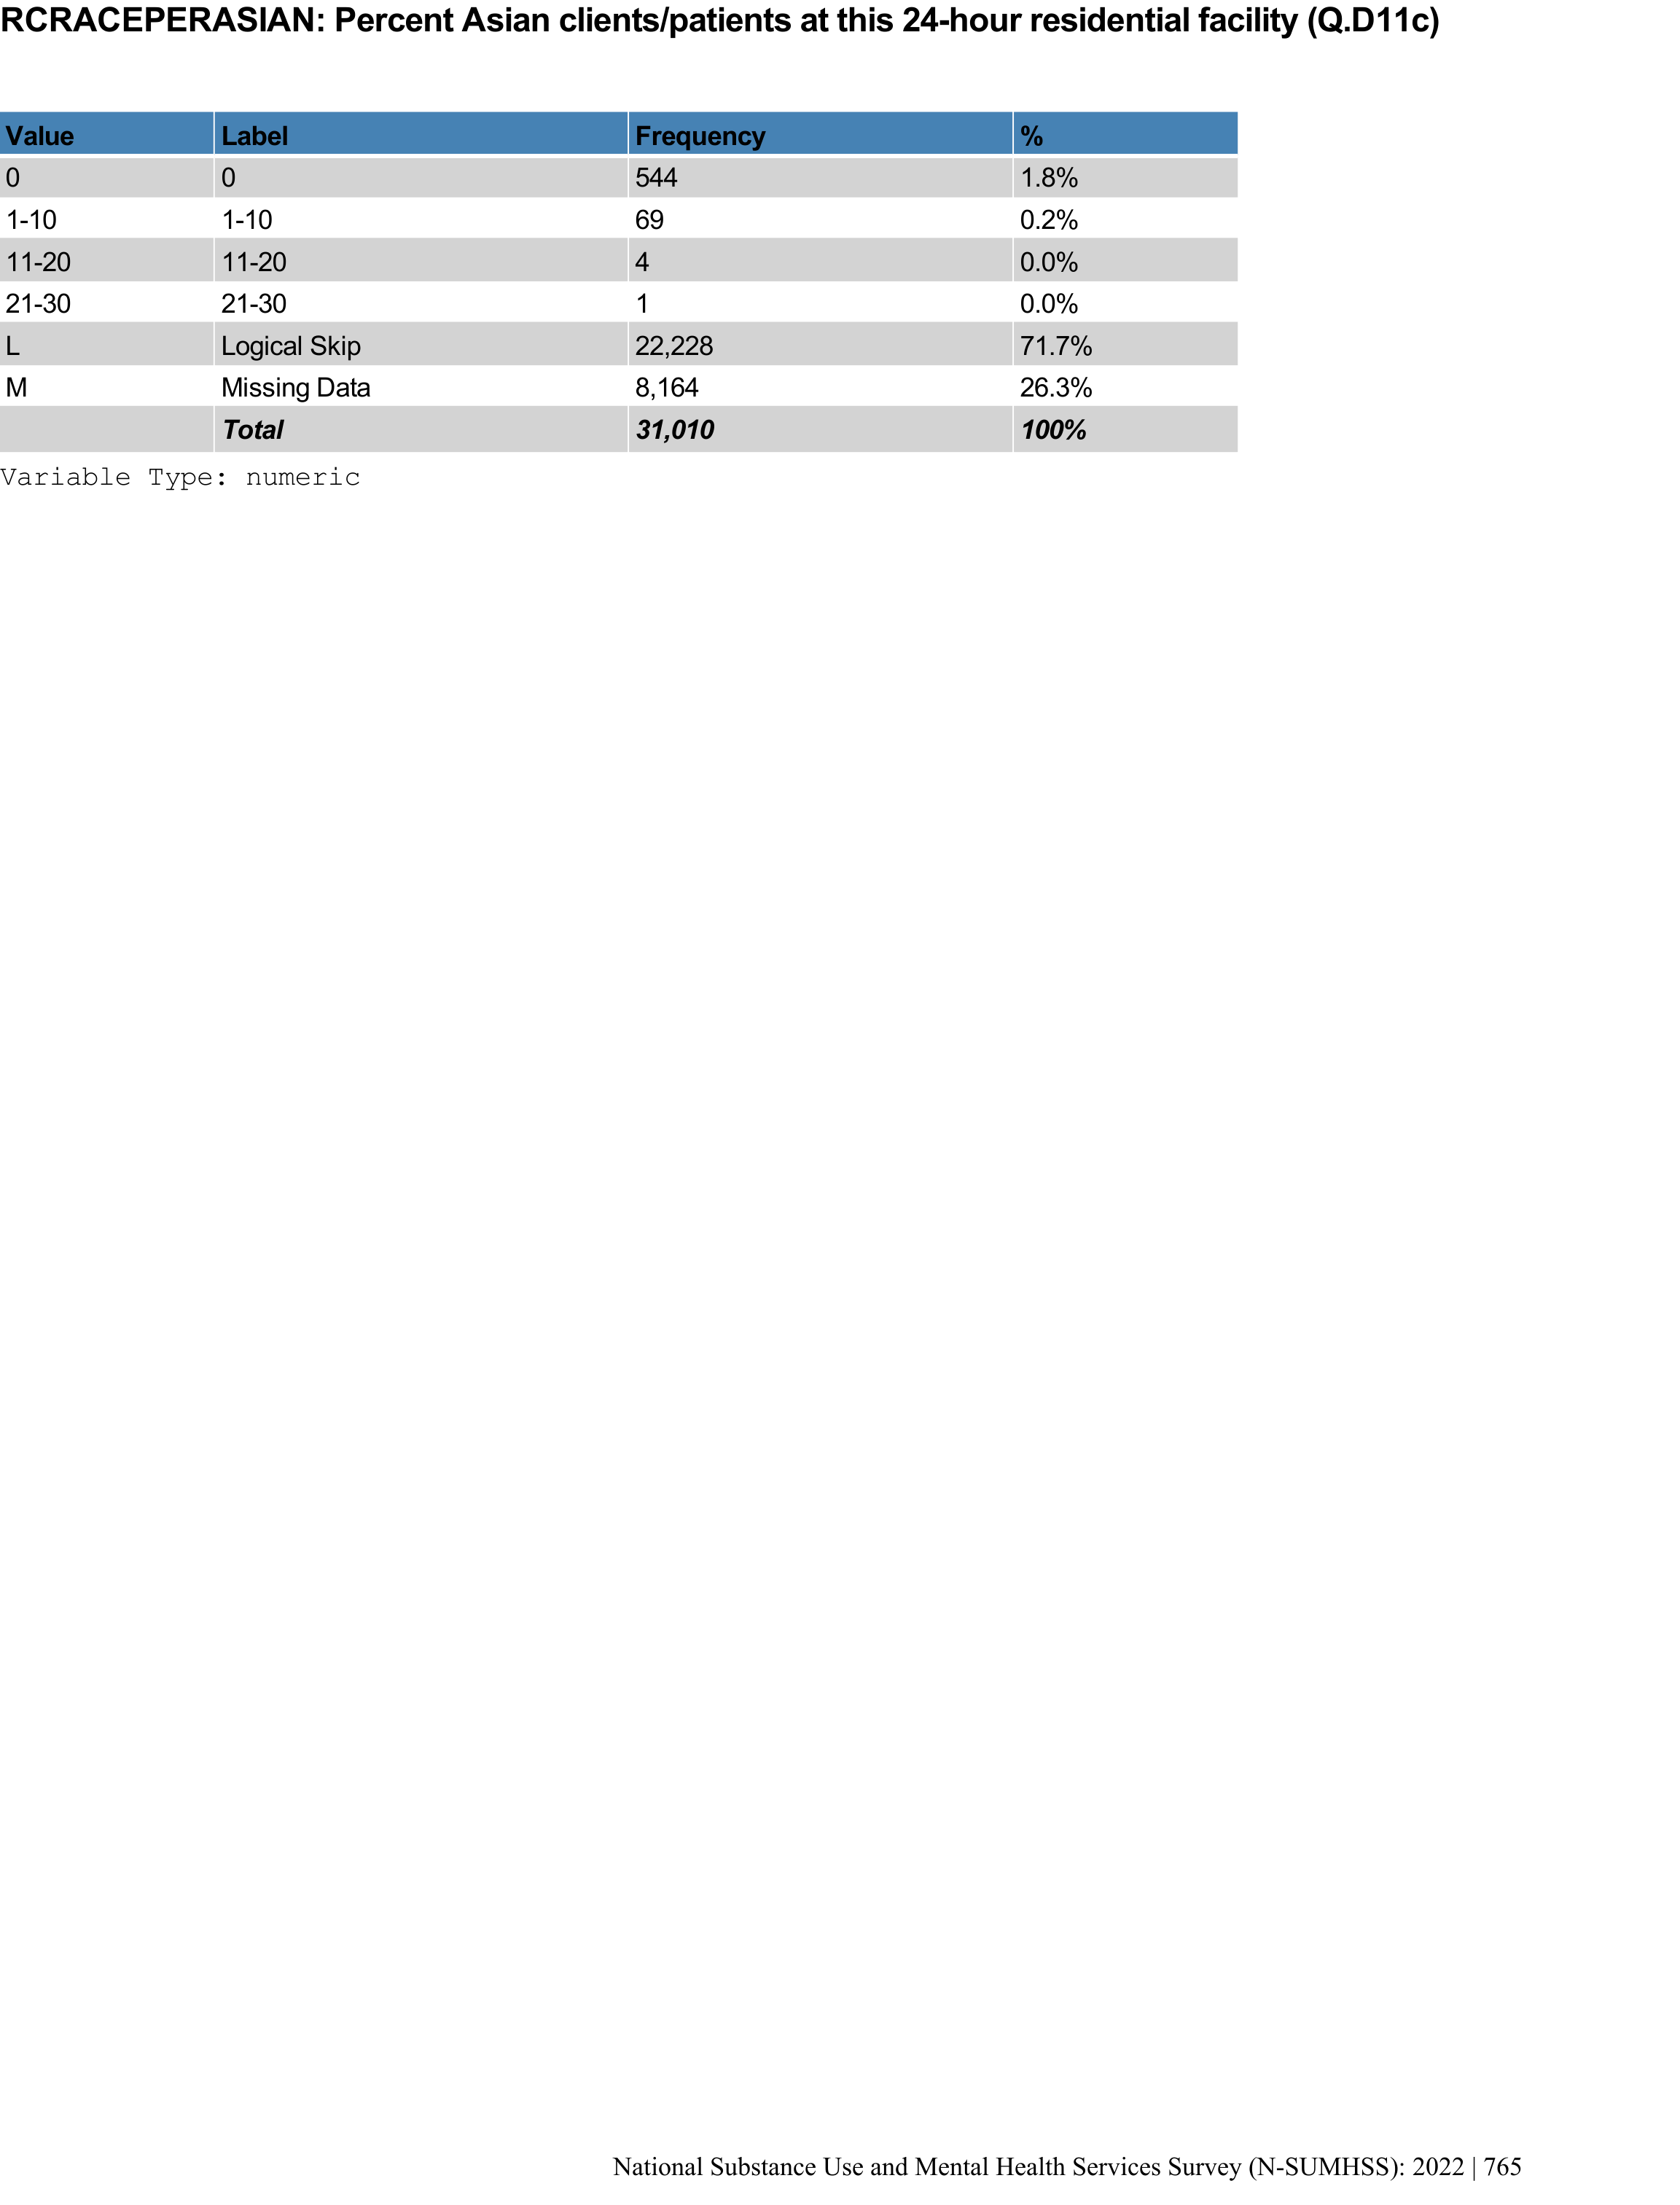 RCRACEPERASIAN: Percent Asian clients/patients at this 24-hour residential facility (Q.D11c)
Value Label Frequency %
0 0 544 1.8%
1-10 1-10 69 0.2%
11-20 11-20 4 0.0%
21-30 21-30 1 0.0%
L Logical Skip 22,228 71.7%
M Missing Data 8,164 26.3%
Total 31,010 100%
Variable Type: numeric
National Substance Use and Mental Health Services Survey (N-SUMHSS): 2022 | 765